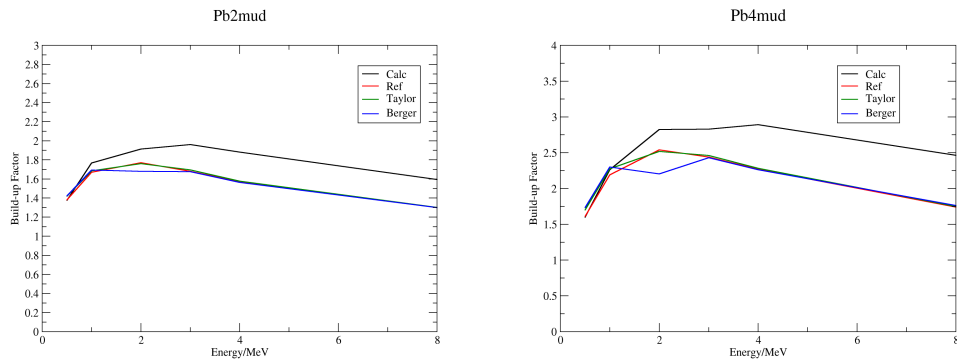 Pb2mud
Build-up Factor
3
2.8
2.6
2.4
2.2
2
1.8
1.6
1.4
1.2
1
0.8
0.6
0.4
0.2
0
Calc
Ref
Taylor
Berger
0 2 4 6 8
Energy/MeV
Pb4mud
Build-up Factor
4
3.5
3
2.5
2
1.5
1
0.5
0
Calc
Ref
Taylor
Berger
0 2 4 6 8
Energy/MeV